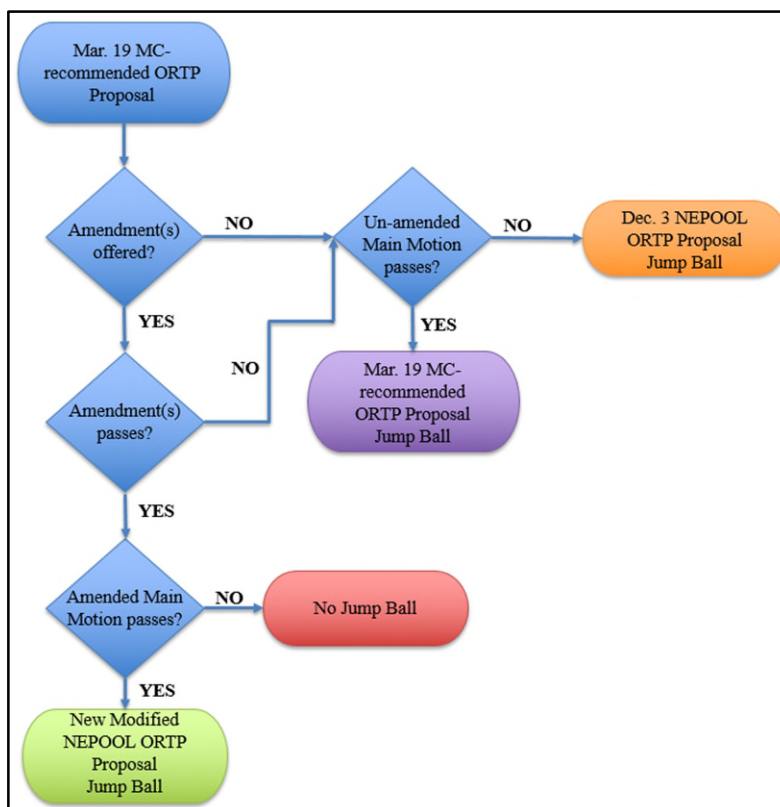 Mar. 19 MC-
recommended ORTP
Proposal
Amendment(s)
offered?
NO
Un-amended
Main Motion
passes?
NO
Dec. 3 NEPOOL
ORTP Proposal
Jump Ball
YES
YES
Mar. 19 MC-
recommended
ORTP Proposal
Jump Ball
NO
Amendment(s)
passes?
YES
Amended Main
Motion passes?
NO
No Jump Ball
YES
New Modified
NEPOOL ORTP
Proposal
Jump Ball